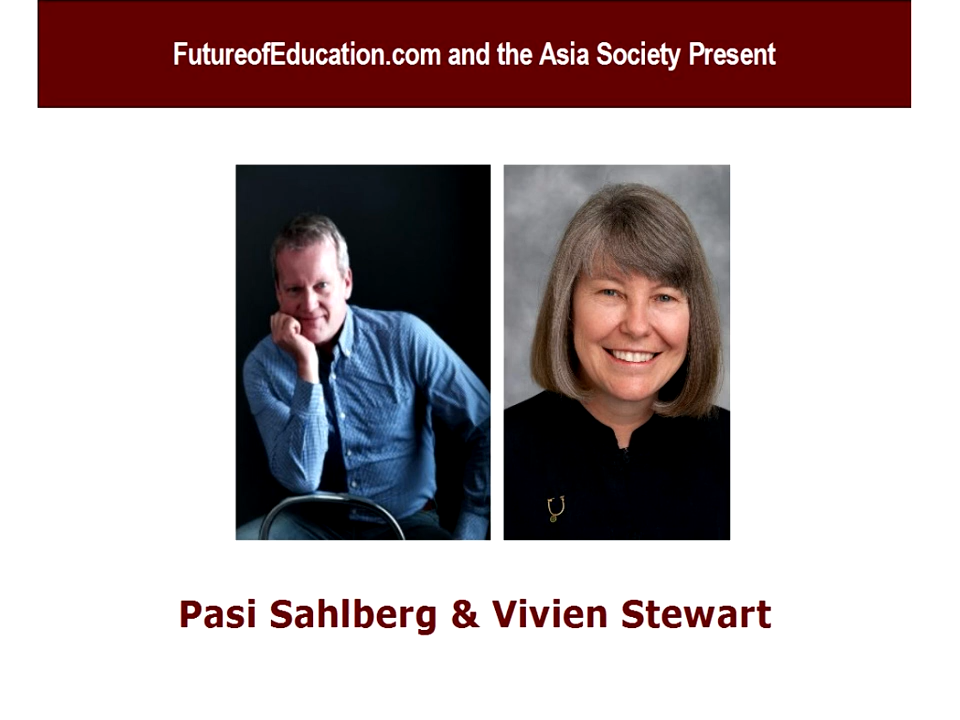 FutureofEducation.com and the Asia Society Present
Pasi Sahlberg & Vivien Stewart